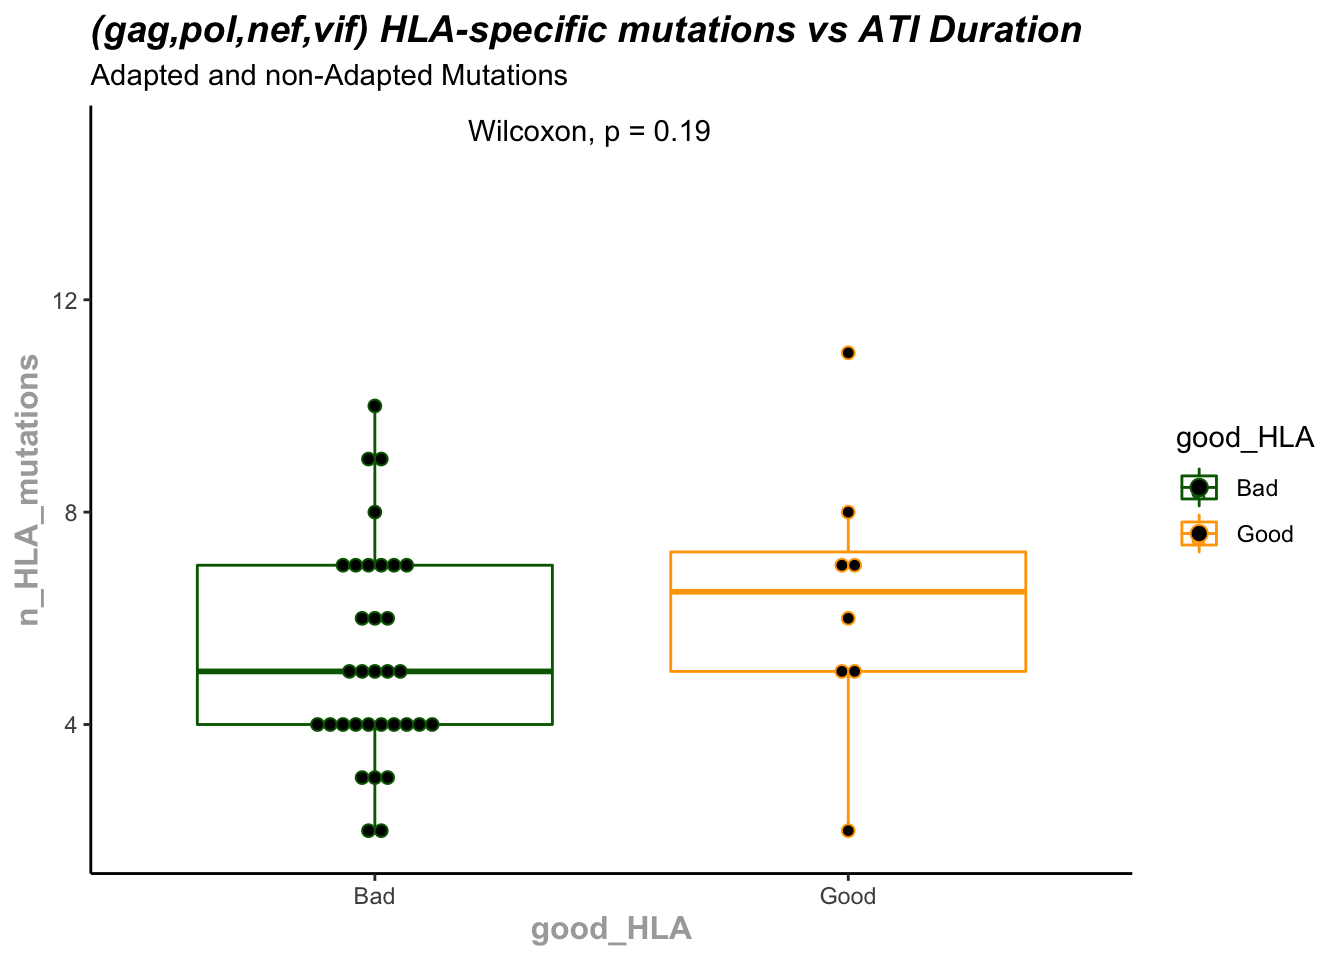 (gag,pol,nef,vif) HLA-specific mutations vs ATI Duration
Adapted and non-Adapted Mutations
Wilcoxon, p = 0.19
12
8
4
n_HLA_mutations
Bad
Good
good_HLA
good_HLA
Bad
Good